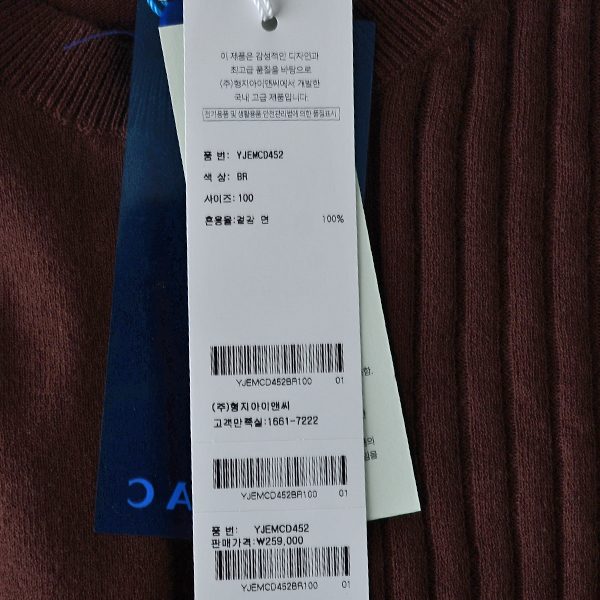 이 제품은 감성적인 디자인과
최고급 품질을 바탕으로
(주)형지아이앤씨에서 개발한
국내 고급 제품입니다.
전기용품 및 생활용품 안전관리법에 의한 품질표시
품 번: YJEMCD452
색 상: BR
사이즈: 100
혼용율:겉감 면 100%
YJEMCD452BR100 01
(주)형지아이앤씨
고객만족실:1661-7222
YJEMCD452BR100 01
품 번: YJEMCD452
판매가격:₩259,000
YJEMCD452BR100 01